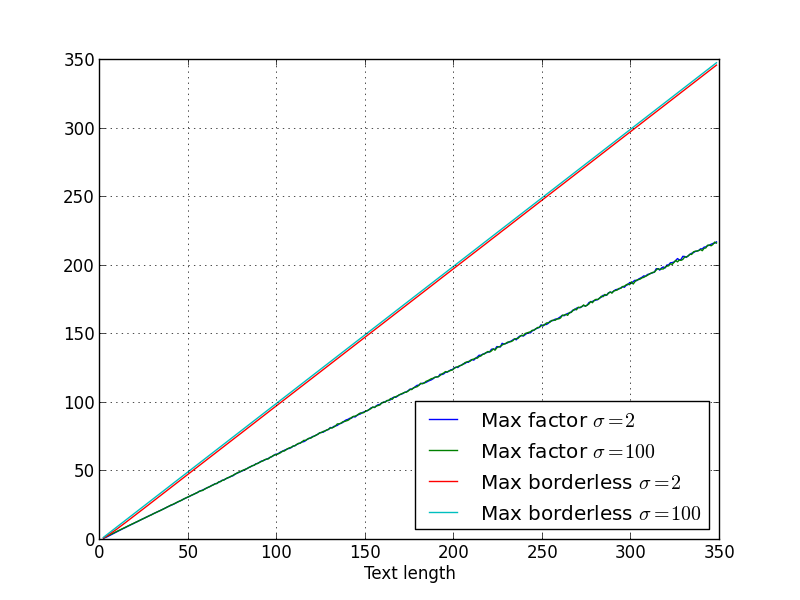 350
300
250
200
150
100
50
0
Max factor σ=2
Max factor σ=100
Max borderless σ=2
Max borderless σ=100
0 50 100 150 200 250 300 350
Text length